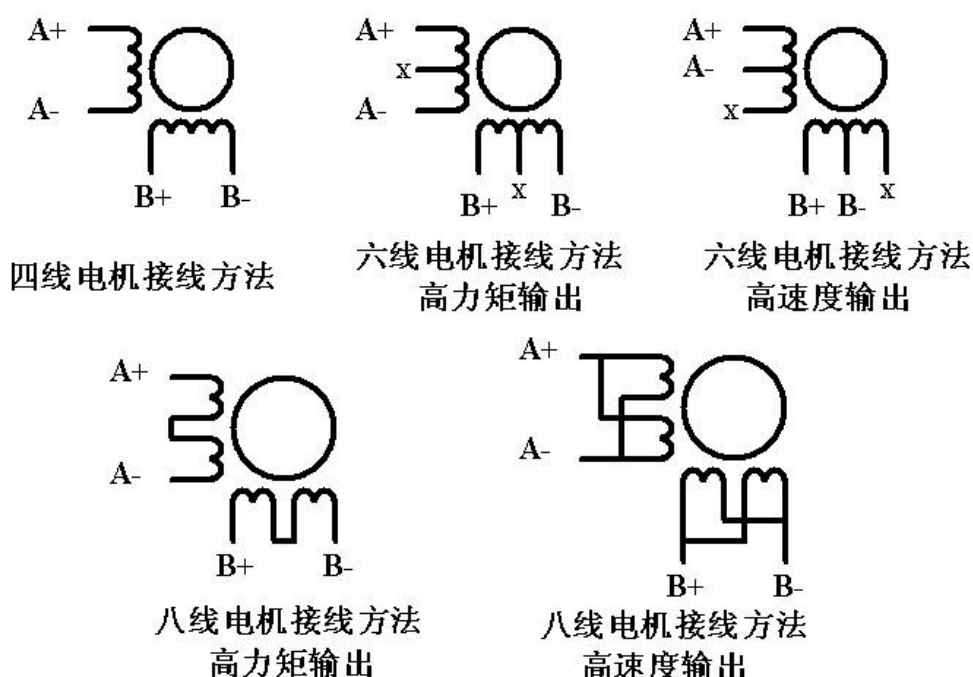 A+
A-
B+ B-
四线电机接线方法
A+
x
A-
B+ x B-
六线电机接线方法
高力矩输出
A+
A-
x
B+ B- x
六线电机接线方法
高速度输出
A+
A-
B+ B-
八线电机接线方法
高力矩输出
A+
A-
B+ B-
八线电机接线方法
高速度输出